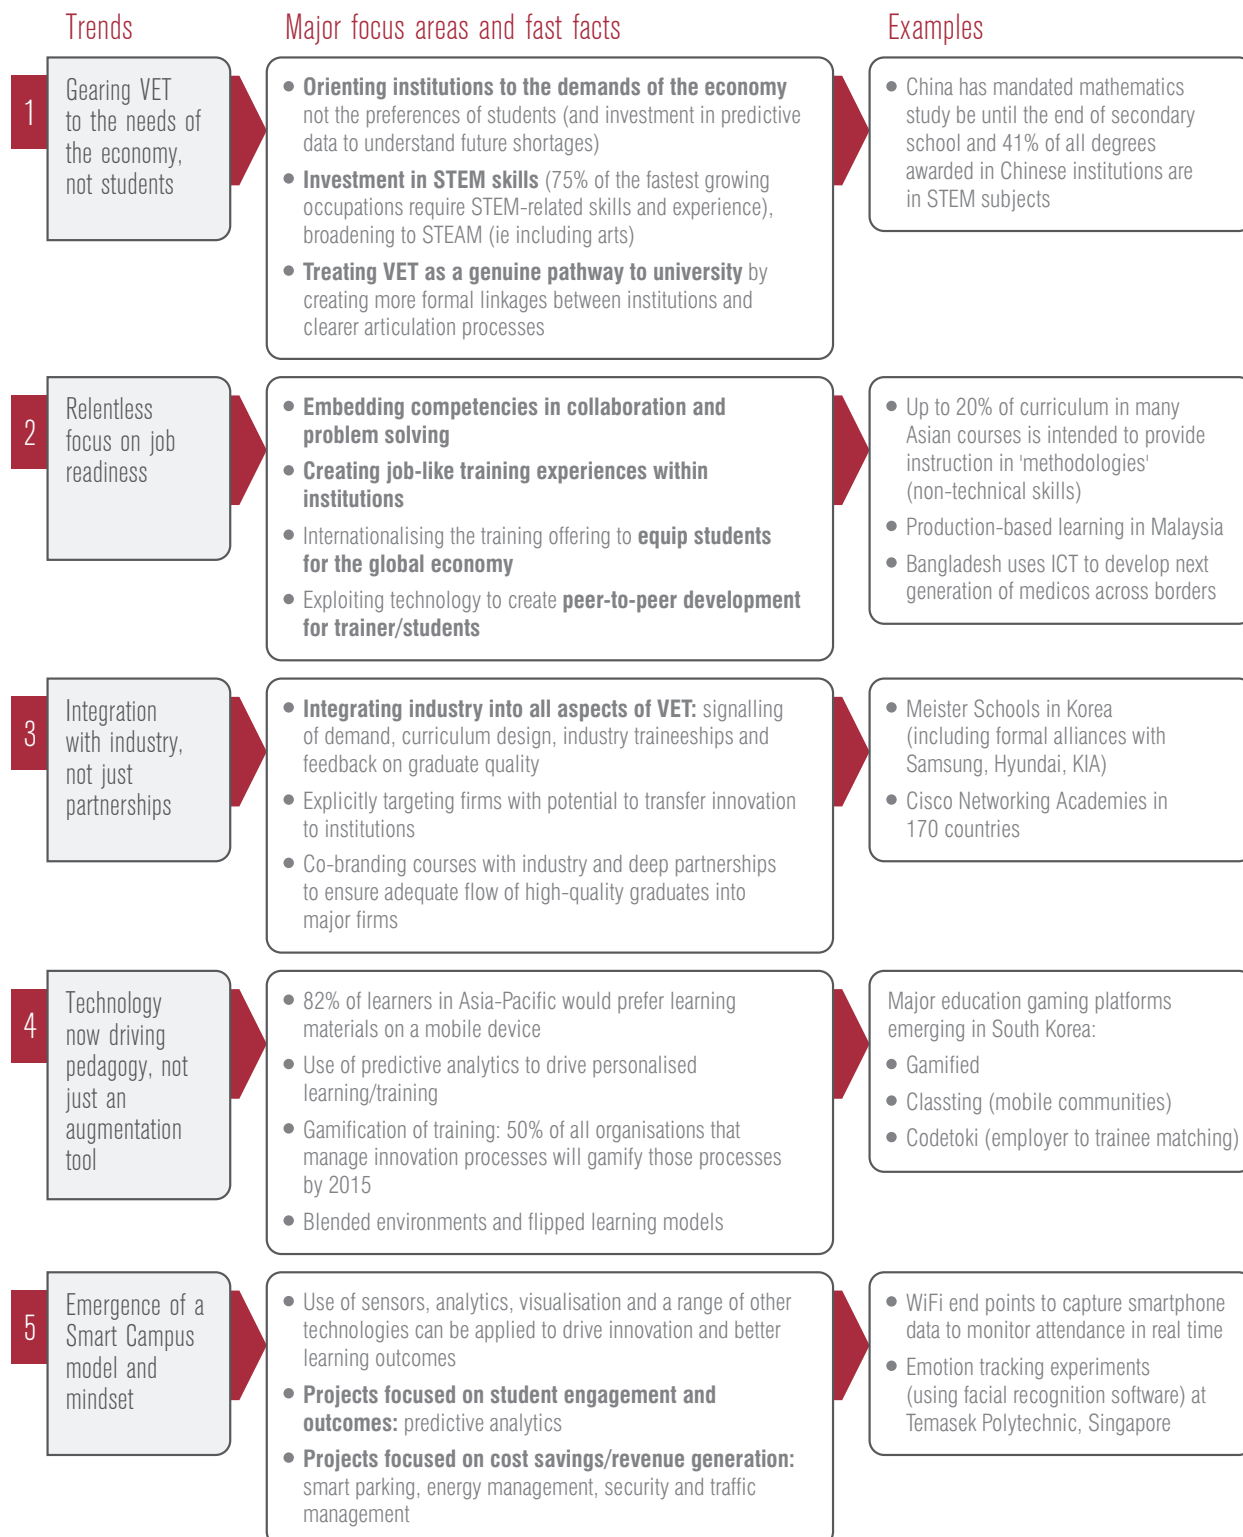 Trends
Major focus areas and fast facts
Examples
1
Gearing VET
to the needs of
the economy,
not students
• Orienting institutions to the demands of the economy
not the preferences of students (and investment in predictive
data to understand future shortages)
• Investment in STEM skills (75% of the fastest growing
occupations require STEM-related skills and experience),
broadening to STEAM (ie including arts)
• Treating VET as a genuine pathway to university by
creating more formal linkages between institutions and
clearer articulation processes
• China has mandated mathematics
study be until the end of secondary
school and 41% of all degrees
awarded in Chinese institutions are
in STEM subjects
2
Relentless
focus on job
readiness
• Embedding competencies in collaboration and
problem solving
• Creating job-like training experiences within
institutions
• Internationalising the training offering to equip students
for the global economy
• Exploiting technology to create peer-to-peer development
for trainer/students
• Up to 20% of curriculum in many
Asian courses is intended to provide
instruction in 'methodologies'
(non-technical skills)
• Production-based learning in Malaysia
• Bangladesh uses ICT to develop next
generation of medicos across borders
3
Integration
with industry,
not just
partnerships
• Integrating industry into all aspects of VET: signalling
of demand, curriculum design, industry traineeships and
feedback on graduate quality
• Explicitly targeting firms with potential to transfer innovation
to institutions
• Co-branding courses with industry and deep partnerships
to ensure adequate flow of high-quality graduates into
major firms
• Meister Schools in Korea
(including formal alliances with
Samsung, Hyundai, KIA)
• Cisco Networking Academies in
170 countries
4
Technology
now driving
pedagogy, not
just an
augmentation
tool
• 82% of learners in Asia-Pacific would prefer learning
materials on a mobile device
• Use of predictive analytics to drive personalised
learning/training
• Gamification of training: 50% of all organisations that
manage innovation processes will gamify those processes
by 2015
• Blended environments and flipped learning models
Major education gaming platforms
emerging in South Korea:
• Gamified
• Classting (mobile communities)
• Codetoki (employer to trainee matching)
5
Emergence of a
Smart Campus
model and
mindset
• Use of sensors, analytics, visualisation and a range of other
technologies can be applied to drive innovation and better
learning outcomes
• Projects focused on student engagement and
outcomes: predictive analytics
• Projects focused on cost savings/revenue generation:
smart parking, energy management, security and traffic
management
• WiFi end points to capture smartphone
data to monitor attendance in real time
• Emotion tracking experiments
(using facial recognition software) at
Temasek Polytechnic, Singapore